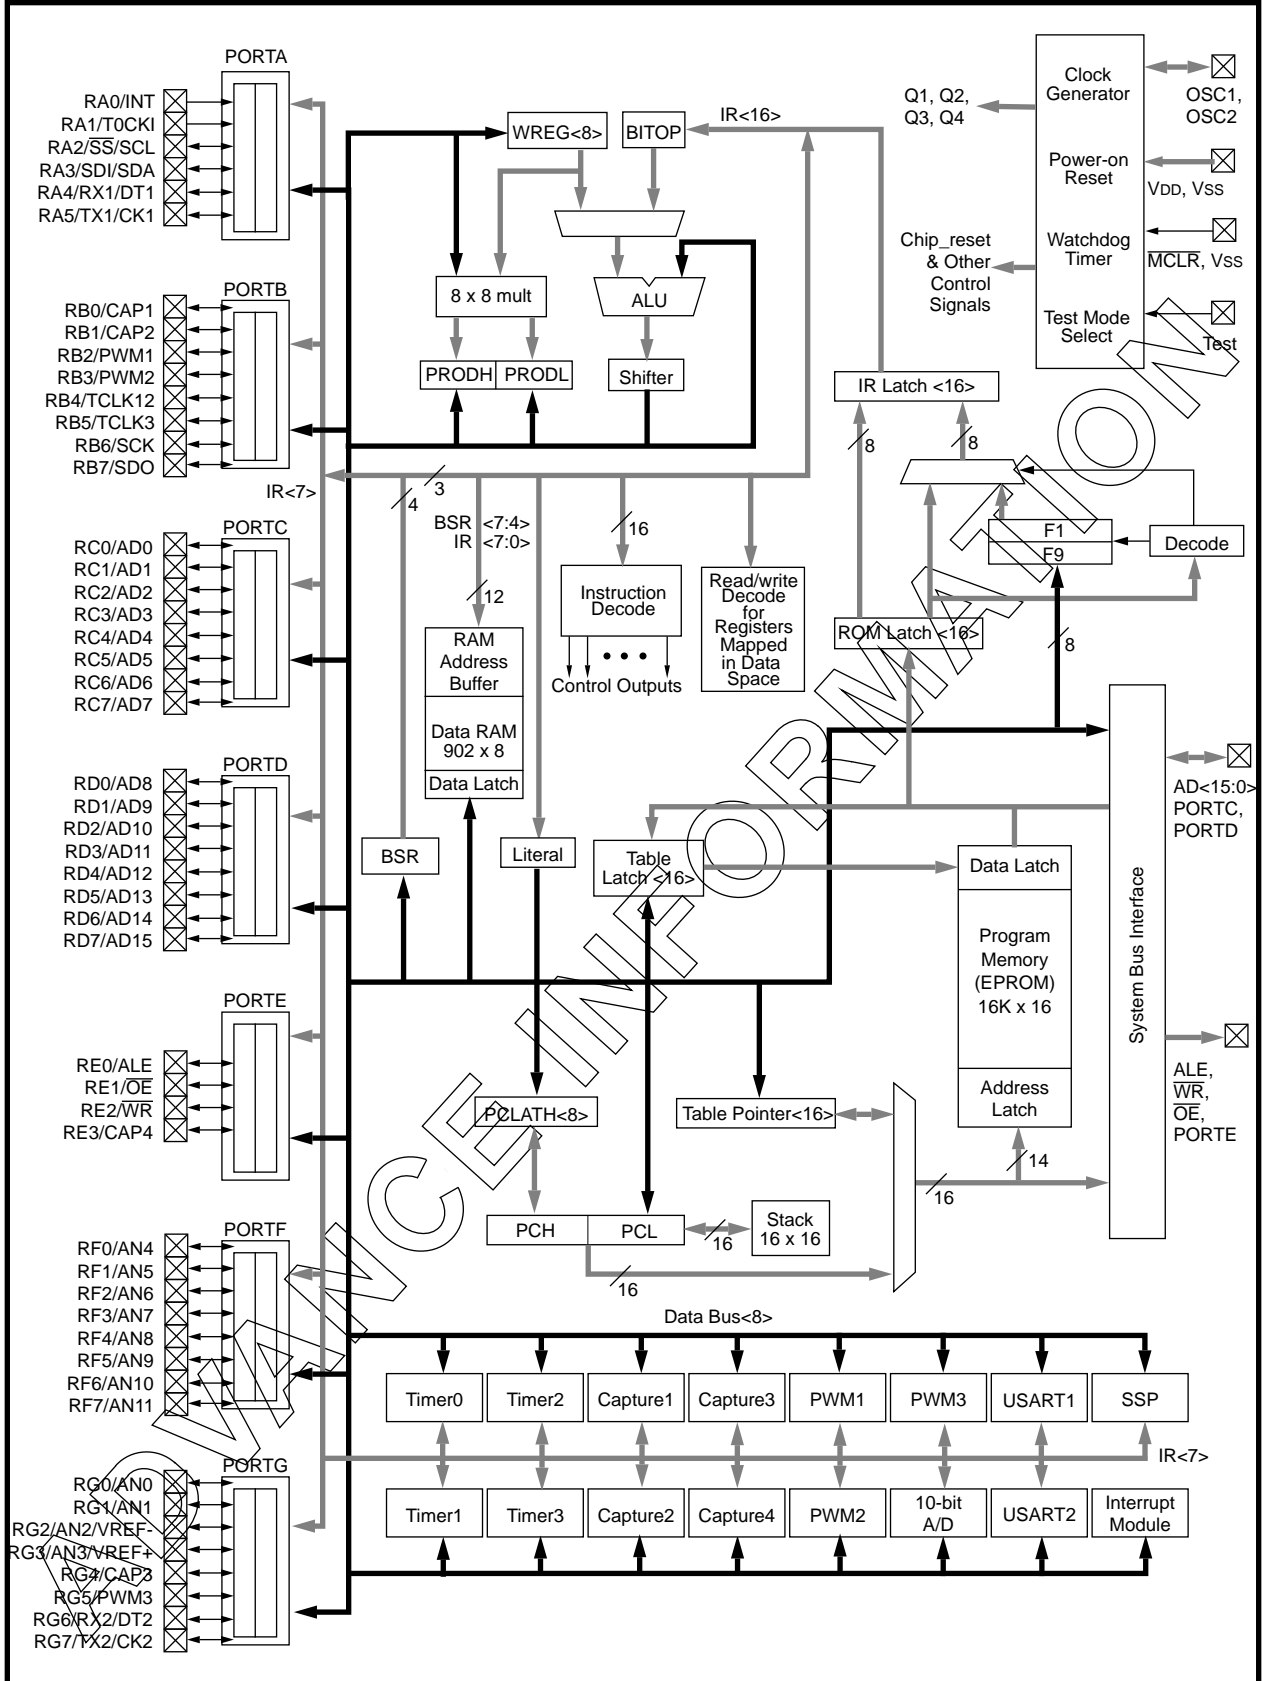 PORTA
RA0/INT
RA1/T0CKI
RA2/SS/SCL
RA3/SDI/SDA
RA4/RX1/DT1
RA5/TX1/CK1
PORTB
RB0/CAP1
RB1/CAP2
RB2/PWM1
RB3/PWM2
RB4/TCLK12
RB5/TCLK3
RB6/SCK
RB7/SDO
IR<7>
PORTC
RC0/AD0
RC1/AD1
RC2/AD2
RC3/AD3
RC4/AD4
RC5/AD5
RC6/AD6
RC7/AD7
PORTD
RD0/AD8
RD1/AD9
RD2/AD10
RD3/AD11
RD4/AD12
RD5/AD13
RD6/AD14
RD7/AD15
PORTE
RE0/ALE
RE1/OE
RE2/WR
RE3/CAP4
PORTF
RF0/AN4
RF1/AN5
RF2/AN6
RF3/AN7
RF4/AN8
RF5/AN9
RF6/AN10
RF7/AN11
PORTG
RG0/AN0
RG1/AN1
RG2/AN2/VREF-
RG3/AN3/VREF+
RG4/CAP3
RG5/PWM3
RG6/RX2/DT2
RG7/TX2/CK2
WREG<8>
BITOP
IR<16>
8 x 8 mult
ALU
PRODH
PRODL
Shifter
Q1, Q2,
Q3, Q4
Chip_reset
& Other
Control
Signals
Clock
Generator
Power-on
Reset
Watchdog
Timer
Test Mode
Select
OSC1,
OSC2
VDD, VSS
MCLR, VSS
Test
IR Latch <16>
8
8
F1
F9
Decode
ROM Latch <16>
8
4
3
BSR <7:4>
IR <7:0>
12
16
RAM
Address
Buffer
Data RAM
902 x 8
Data Latch
Instruction
Decode
• • •
Control Outputs
Read/write
Decode
for
Registers
Mapped
in Data
Space
BSR
Literal
Table
Latch <16>
Data Latch
Program
Memory
(EPROM)
16K x 16
Address
Latch
System Bus Interface
AD<15:0>
PORTC,
PORTD
ALE,
WR,
OE,
PORTE
PCLATH<8>
Table Pointer<16>
14
16
PCH
PCL
16
Stack
16 x 16
16
Data Bus<8>
Timer0
Timer2
Capture1
Capture3
PWM1
PWM3
USART1
SSP
IR<7>
Timer1
Timer3
Capture2
Capture4
PWM2
10-bit
A/D
USART2
Interrupt
Module
ADVANCE INFORMATION